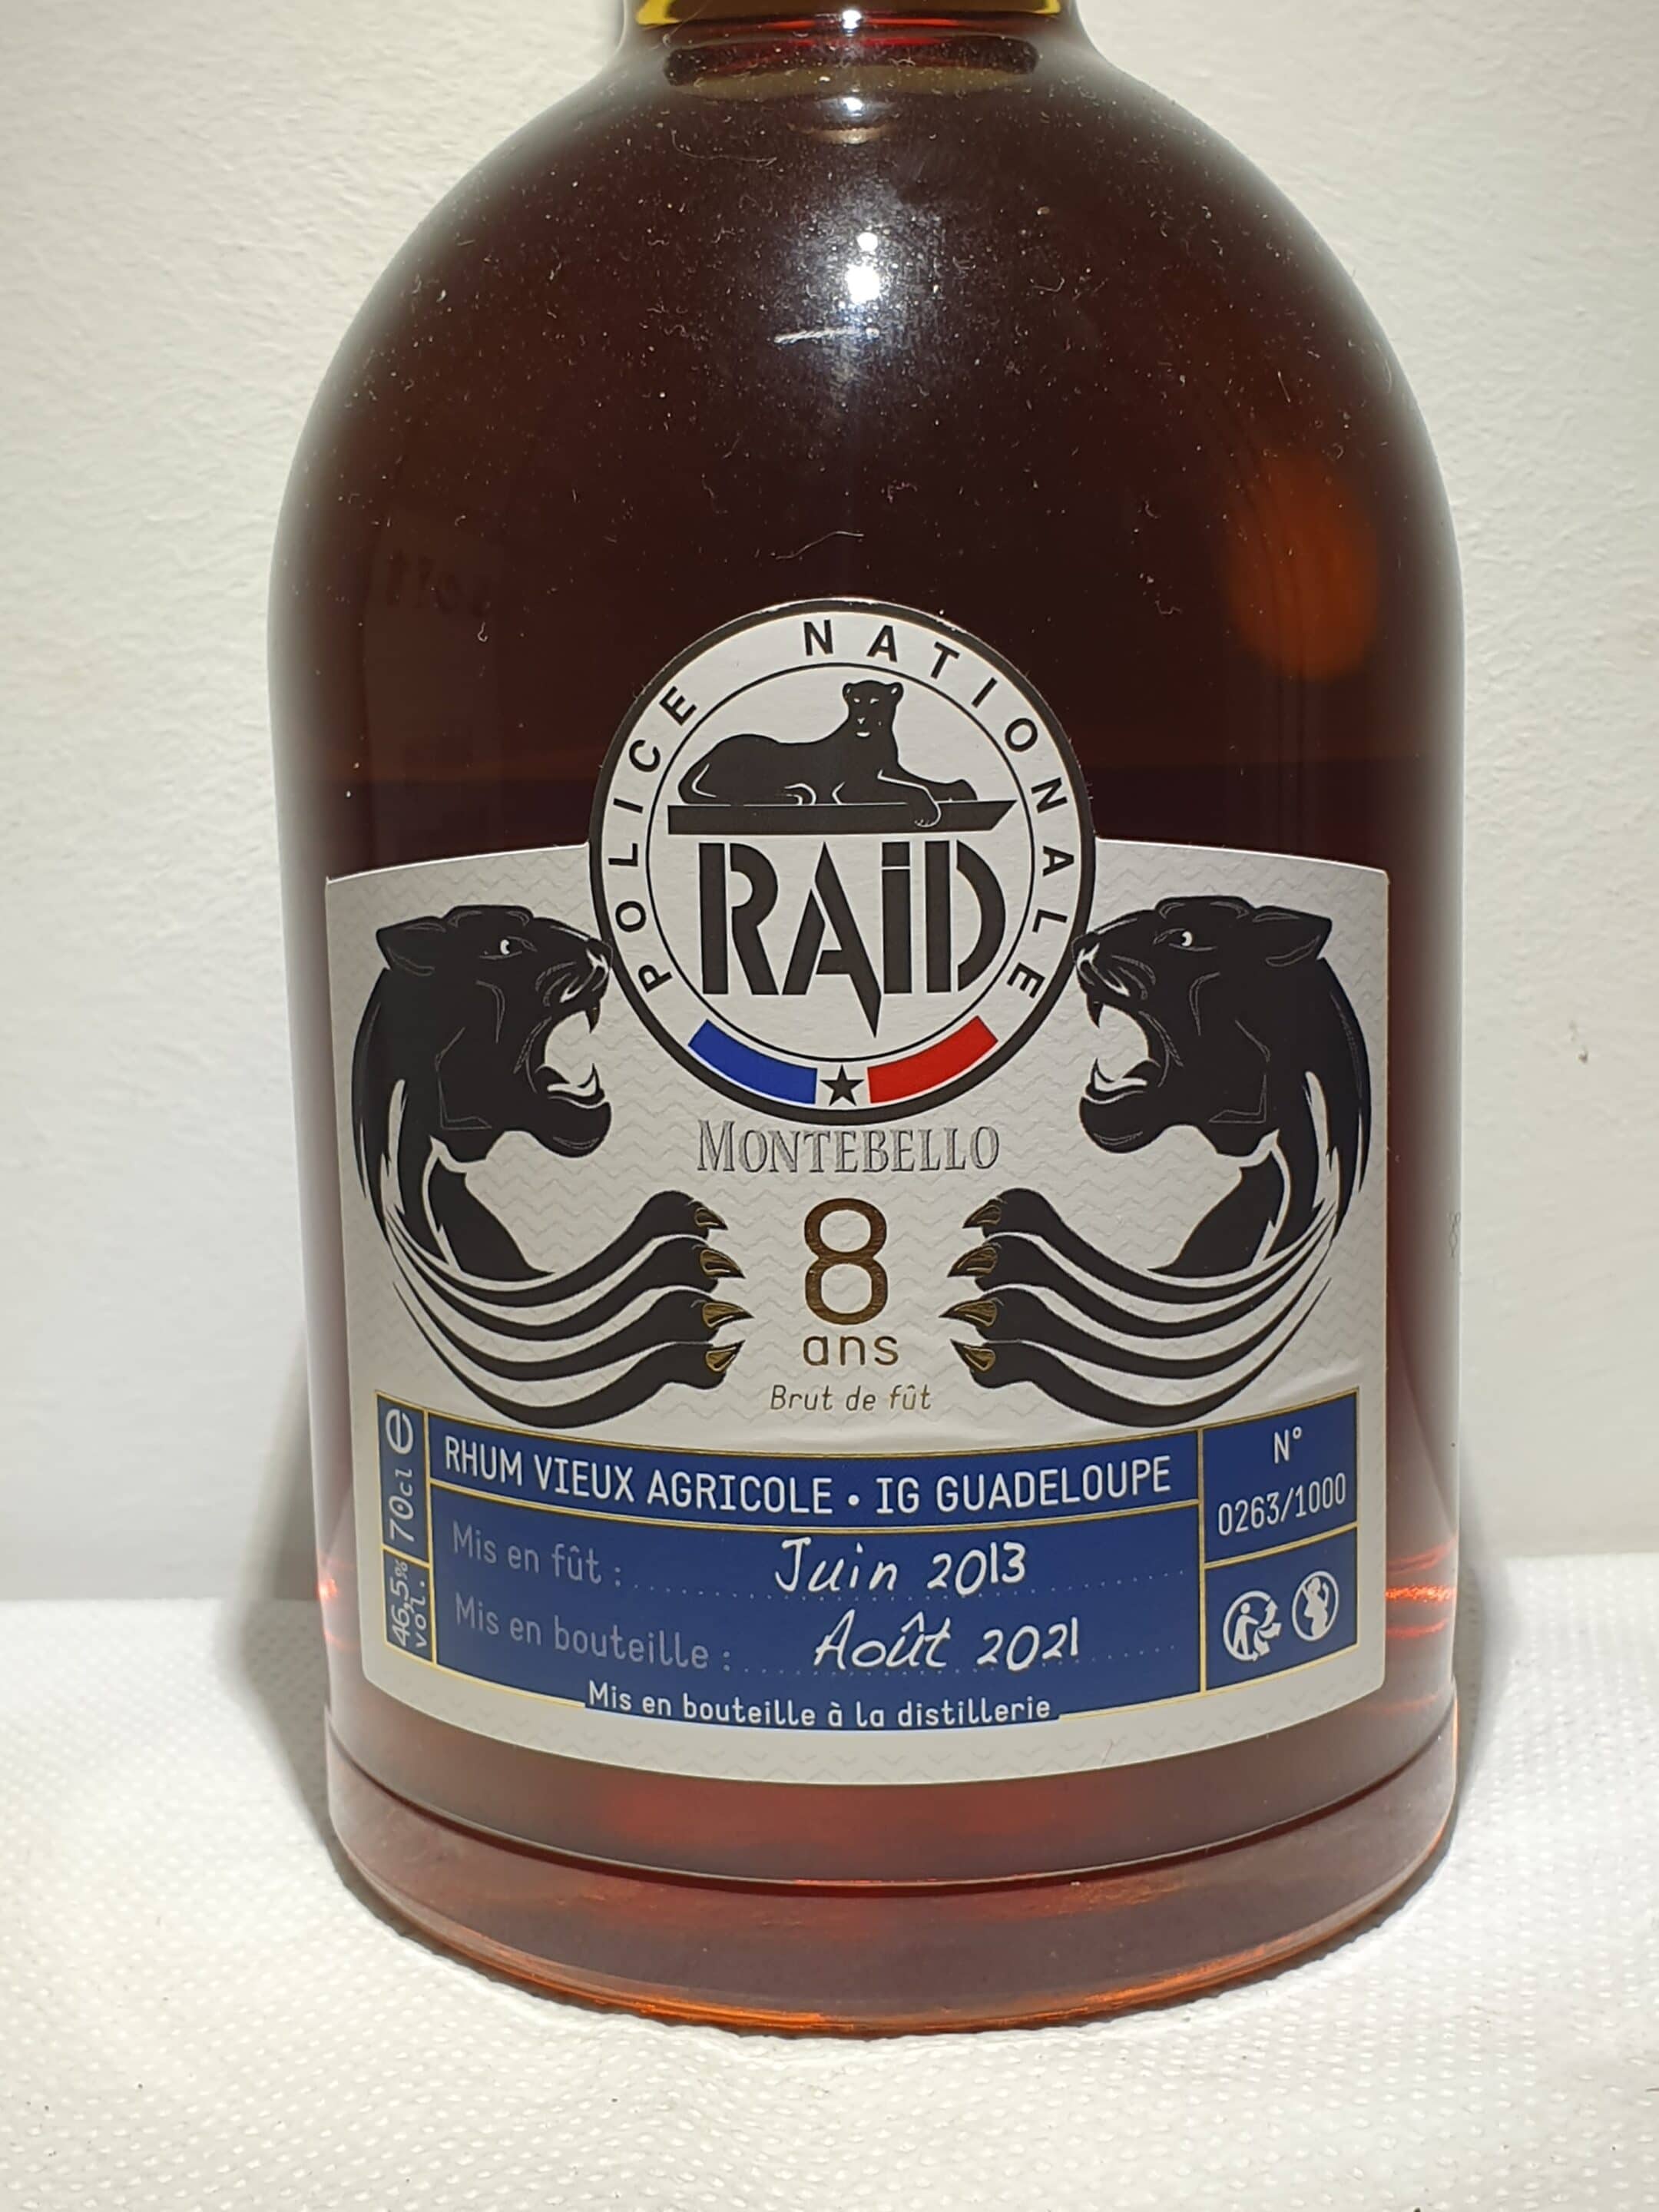 POLICE NATIONALE
RAiD
MONTEBELLO
8
ans
Brut de fût
70cl e
46,5% vol.
RHUM VIEUX AGRICOLE • IG GUADELOUPE
N°
0263/1000
Mis en fût : Juin 2013
Mis en bouteille : Août 2021
Mis en bouteille à la distillerie